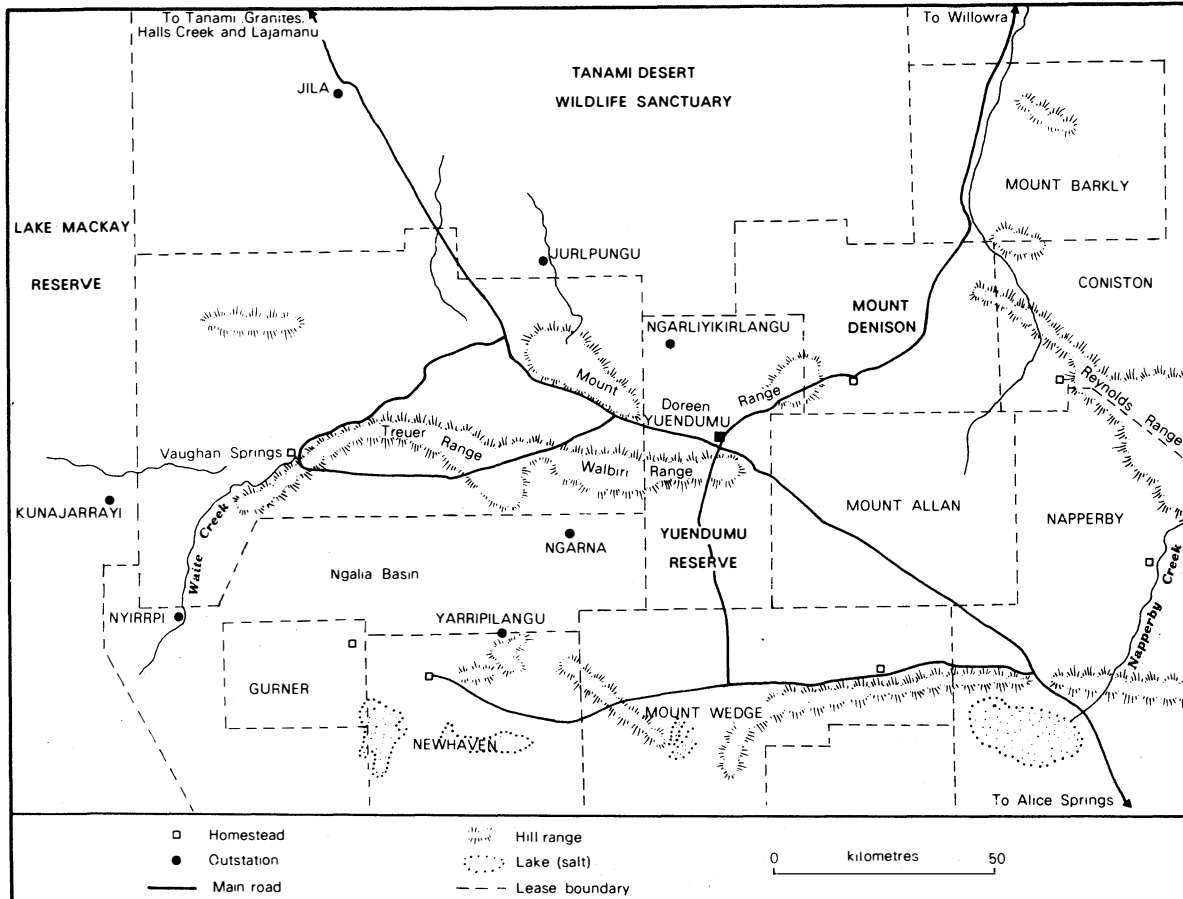 To Tanami Granites,
Halls Creek and Lajamanu
To Willowra
JILA
TANAMI DESERT
WILDLIFE SANCTUARY
MOUNT BARKLY
LAKE MACKAY
RESERVE
JURLPUNGU
CONISTON
MOUNT
DENISON
NGARLIYIKIRLANGU
Mount
Doreen
Range
Reynolds
Range
YUENDUMU
Treuer Range
Vaughan Springs
Walbiri Range
KUNAJARRAYI
Waite Creek
MOUNT ALLAN
NAPPERBY
NGARNA
YUENDUMU
RESERVE
Ngalia Basin
Napperby Creek
NYIRRPI
YARRIPILANGU
GURNER
MOUNT WEDGE
NEWHAVEN
To Alice Springs
Homestead
Outstation
Main road
Hill range
Lake (salt)
Lease boundary
0 kilometres 50